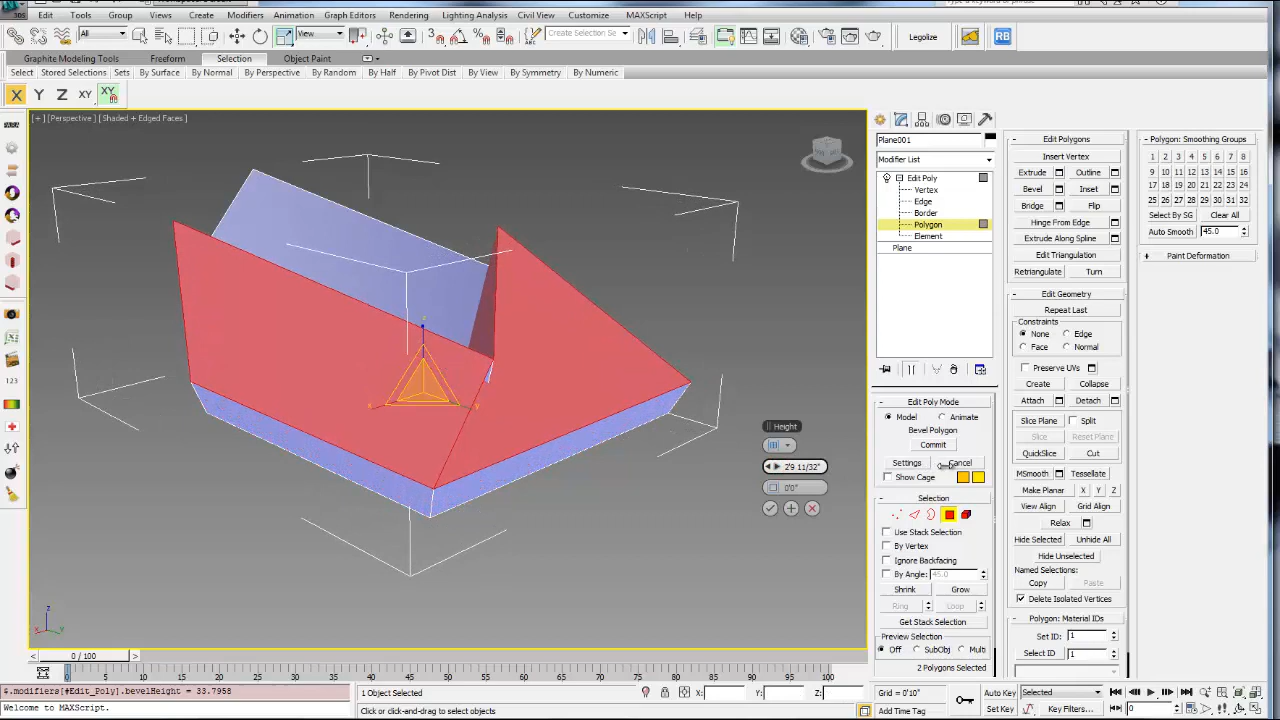 Edit Tools Group Views Create Modifiers Animation Graph Editors Rendering Lighting Analysis Civil View Customize MAXScript Help
All View Create Selection Se Legolize RB
Graphite Modeling Tools Freeform Selection Object Paint
Select Stored Selections Sets By Surface By Normal By Perspective By Random By Half By Pivot Dist By View By Symmetry By Numeric
X Y Z XY XY
[+] [Perspective] [Shaded + Edged Faces]
Plane001
Modifier List
Edit Poly
Vertex
Edge
Border
Polygon
Element
Plane
Edit Poly Mode
Model Animate
Bevel Polygon
Commit
Settings Cancel
Show Cage
Selection
Use Stack Selection
By Vertex
Ignore Backfacing
By Angle: 45.0
Shrink Grow
Ring Loop
Get Stack Selection
Preview Selection
Off SubObj Multi
2 Polygons Selected
Edit Polygons
Insert Vertex
Extrude Outline
Bevel Inset
Bridge Flip
Hinge From Edge
Extrude Along Spline
Edit Triangulation
Retriangulate Turn
Edit Geometry
Repeat Last
Constraints
None Edge
Face Normal
Preserve UVs
Create Collapse
Attach Detach
Slice Plane Split
Slice Reset Plane
QuickSlice Cut
MSmooth Tessellate
Make Planar X Y Z
View Align Grid Align
Relax
Hide Selected Unhide All
Hide Unselected
Named Selections:
Copy Paste
Delete Isolated Vertices
Polygon: Material IDs
Set ID: 1
Select ID 1
Polygon: Smoothing Groups
1 2 3 4 5 6 7 8
9 10 11 12 13 14 15 16
17 18 19 20 21 22 23 24
25 26 27 28 29 30 31 32
Select By SG Clear All
Auto Smooth 45.0
Paint Deformation
Height
2'9 11/32"
0'0"
z
x y
z
x y
123
0 / 100
0 5 10 15 20 25 30 35 40 45 50 55 60 65 70 75 80 85 90 95 100
$.modifiers[#Edit_Poly].bevelHeight = 33.7958
Welcome to MAXScript.
1 Object Selected X: Y: Z: Grid = 0'10"
Click or click-and-drag to select objects Add Time Tag
Auto Key Selected
Set Key Key Filters... 0